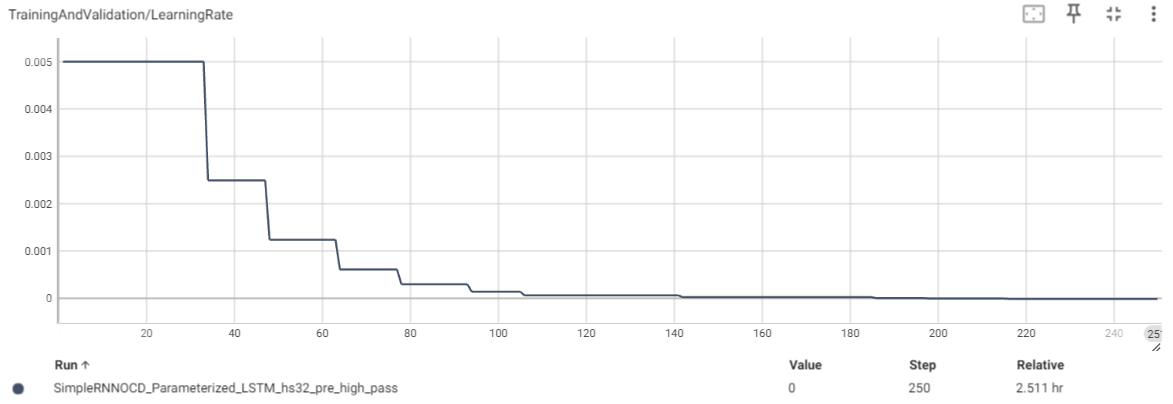 TrainingAndValidation/LearningRate
0.005
0.004
0.003
0.002
0.001
0
20 40 60 80 100 120 140 160 180 200 220 240 25
Run ↑ Value Step Relative
SimpleRNNOCD_Parameterized_LSTM_hs32_pre_high_pass 0 250 2.511 hr